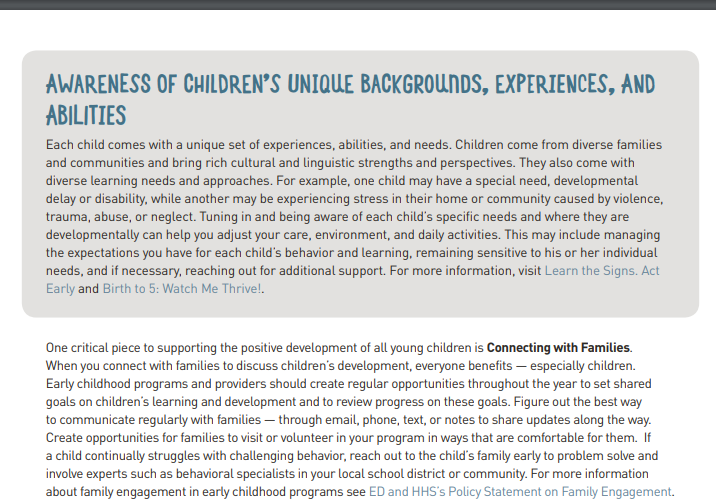 AWARENESS OF CHILDREN'S UNIQUE BACKGROUNDS, EXPERIENCES, AND
ABILITIES
Each child comes with a unique set of experiences, abilities, and needs. Children come from diverse families
and communities and bring rich cultural and linguistic strengths and perspectives. They also come with
diverse learning needs and approaches. For example, one child may have a special need, developmental
delay or disability, while another may be experiencing stress in their home or community caused by violence,
trauma, abuse, or neglect. Tuning in and being aware of each child's specific needs and where they are
developmentally can help you adjust your care, environment, and daily activities. This may include managing
the expectations you have for each child's behavior and learning, remaining sensitive to his or her individual
needs, and if necessary, reaching out for additional support. For more information, visit Learn the Signs. Act
Early and Birth to 5: Watch Me Thrive!.
One critical piece to supporting the positive development of all young children is Connecting with Families.
When you connect with families to discuss children's development, everyone benefits — especially children.
Early childhood programs and providers should create regular opportunities throughout the year to set shared
goals on children's learning and development and to review progress on these goals. Figure out the best way
to communicate regularly with families — through email, phone, text, or notes to share updates along the way.
Create opportunities for families to visit or volunteer in your program in ways that are comfortable for them. If
a child continually struggles with challenging behavior, reach out to the child's family early to problem solve and
involve experts such as behavioral specialists in your local school district or community. For more information
about family engagement in early childhood programs see ED and HHS's Policy Statement on Family Engagement.